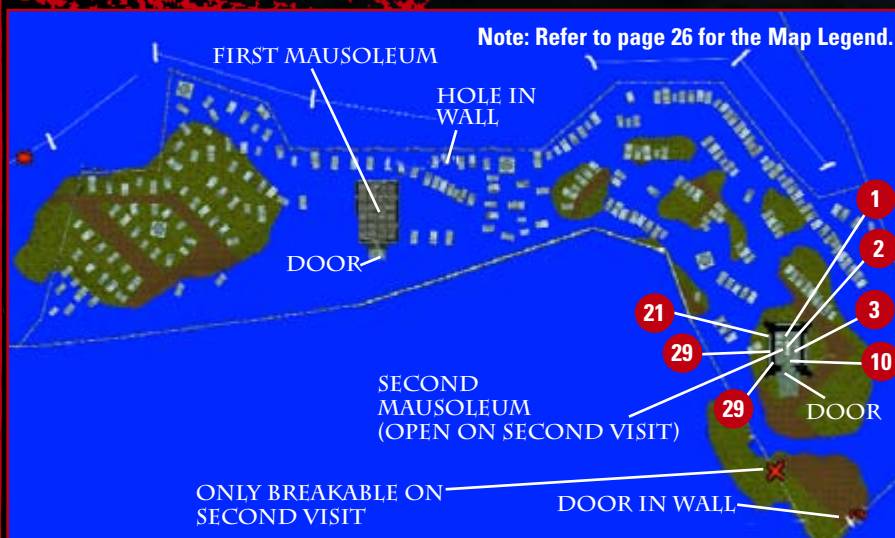 Note: Refer to page 26 for the Map Legend.
FIRST MAUSOLEUM
HOLE IN
WALL
DOOR
1
2
3
21
29
10
29
SECOND
MAUSOLEUM
(OPEN ON SECOND VISIT)
DOOR
ONLY BREAKABLE ON
SECOND VISIT
DOOR IN WALL